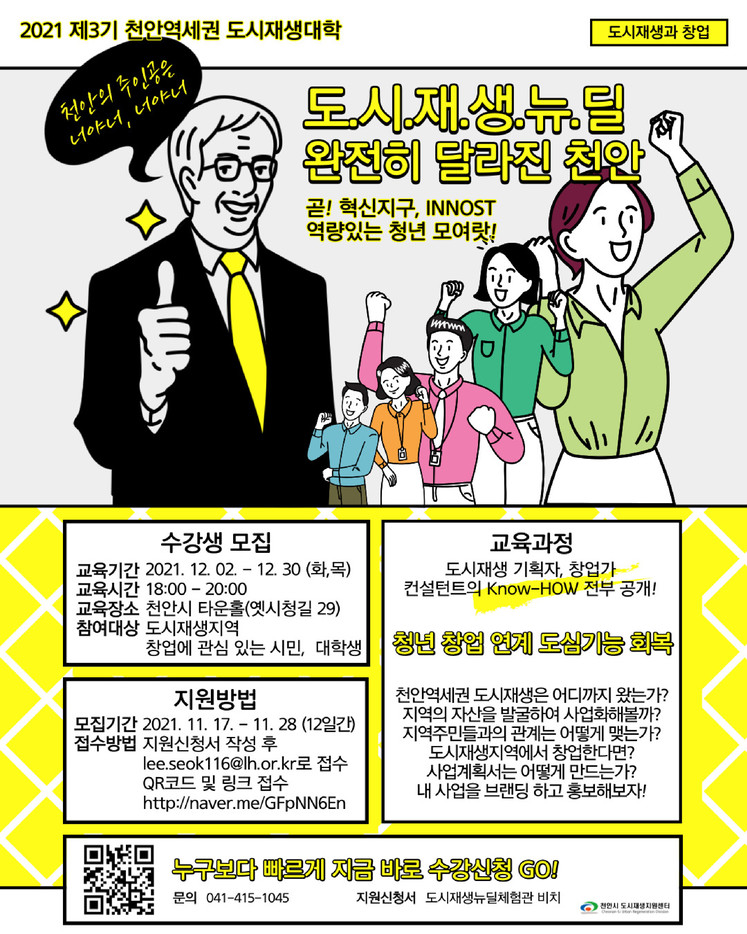 2021 제3기 천안역세권 도시재생대학
도시재생과 창업
천안의 주인공은
너야너, 너야너
도.시.재.생.뉴.딜
완전히 달라진 천안
곧! 혁신지구, INNOST
역량있는 청년 모여랏!
수강생 모집
교육기간 2021. 12. 02. - 12. 30 (화,목)
교육시간 18:00 - 20:00
교육장소 천안시 타운홀(옛시청길 29)
참여대상 도시재생지역
창업에 관심 있는 시민, 대학생
지원방법
모집기간 2021. 11. 17. - 11. 28 (12일간)
접수방법 지원신청서 작성 후
lee.seok116@lh.or.kr로 접수
QR코드 및 링크 접수
http://naver.me/GFpNN6En
교육과정
도시재생 기획자, 창업가
컨설턴트의 Know-HOW 전부 공개!
청년 창업 연계 도심기능 회복
천안역세권 도시재생은 어디까지 왔는가?
지역의 자산을 발굴하여 사업화해볼까?
지역주민들과의 관계는 어떻게 맺는가?
도시재생지역에서 창업한다면?
사업계획서는 어떻게 만드는가?
내 사업을 브랜딩 하고 홍보해보자!
누구보다 빠르게 지금 바로 수강신청 GO!
문의 041-415-1045 지원신청서 도시재생뉴딜체험관 비치
천안시 도시재생지원센터